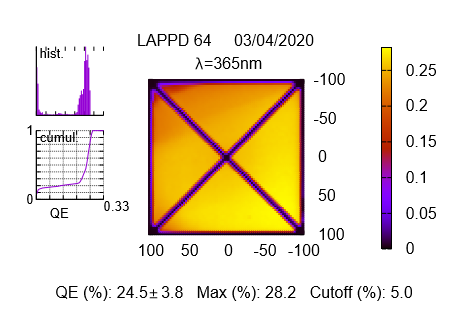 LAPPD 64 03/04/2020
λ=365nm
hist.
1
cumul.
0
QE 0.33
-100
-50
0
50
100
100 50 0 -50 -100
0.25
0.2
0.15
0.1
0.05
0
QE (%): 24.5± 3.8 Max (%): 28.2 Cutoff (%): 5.0